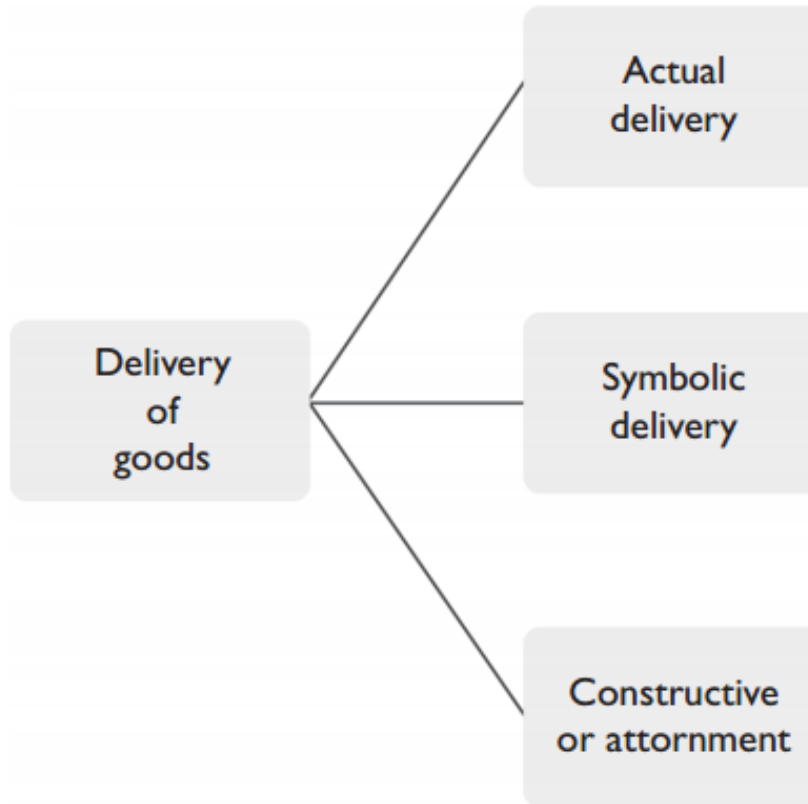 Actual
delivery
Delivery
of
goods
Symbolic
delivery
Constructive
or attornment